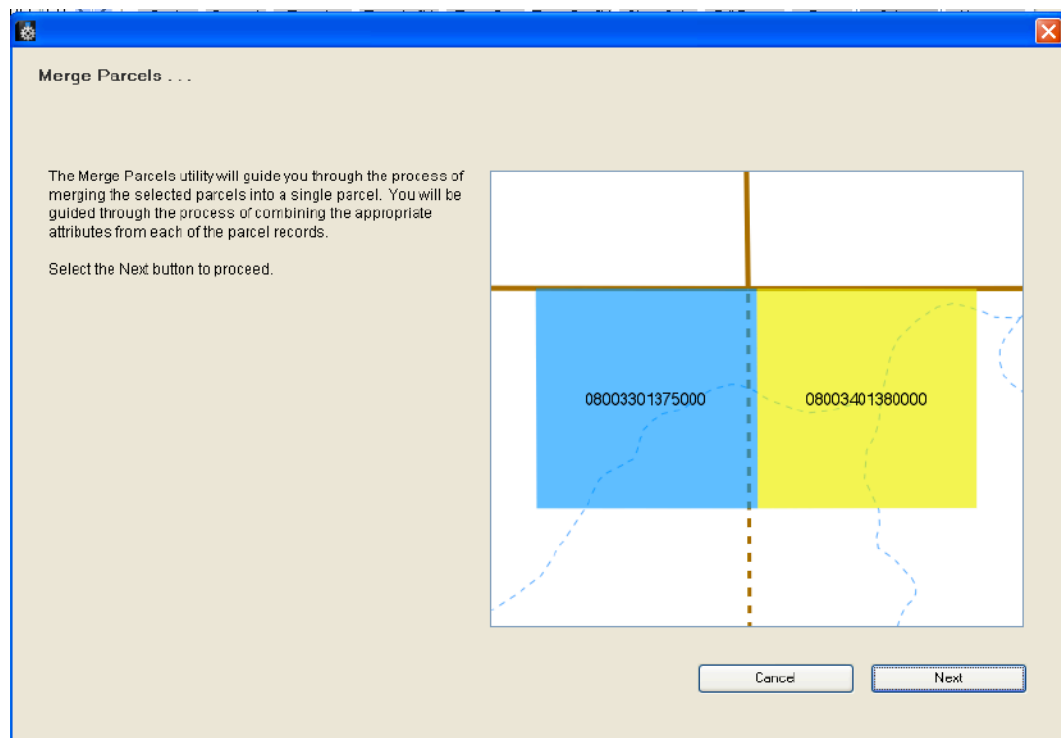 Merge Parcels . . .
The Merge Parcels utility will guide you through the process of
merging the selected parcels into a single parcel. You will be
guided through the process of combining the appropriate
attributes from each of the parcel records.
Select the Next button to proceed.
08003301375000
08003401380000
Cancel
Next